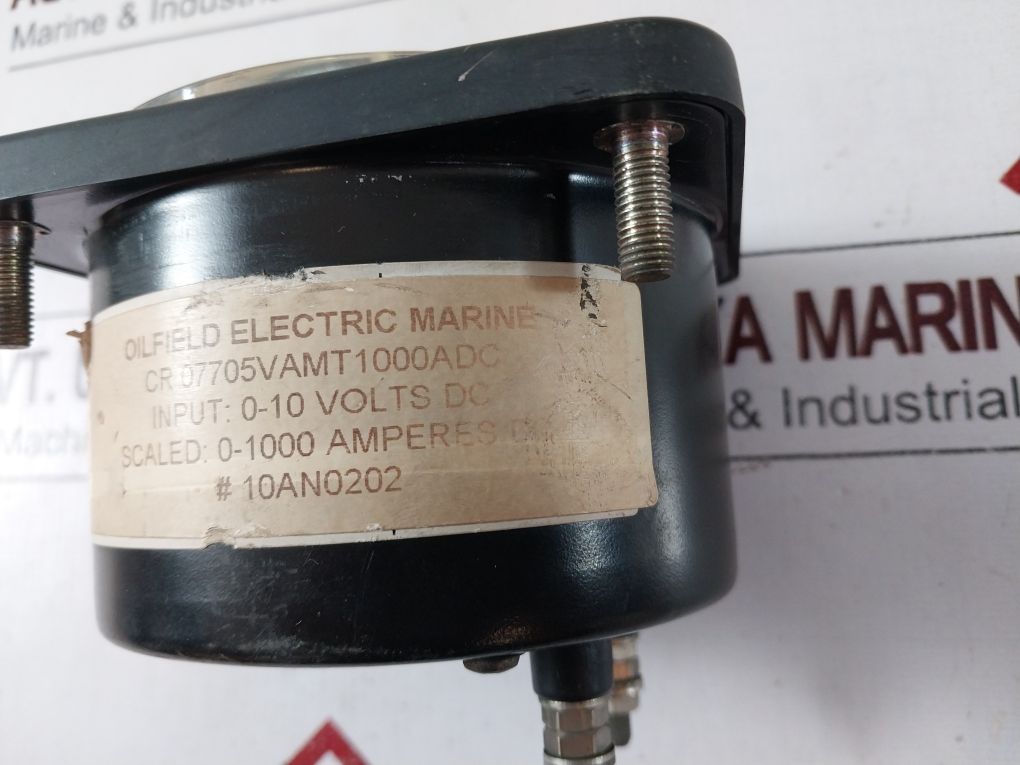 Marine & Industrial
OILFIELD ELECTRIC MARINE
CR 07705VAMT1000ADC
INPUT: 0-10 VOLTS DC
SCALED: 0-1000 AMPERES
# 10AN0202
A MARIN
& Industrial